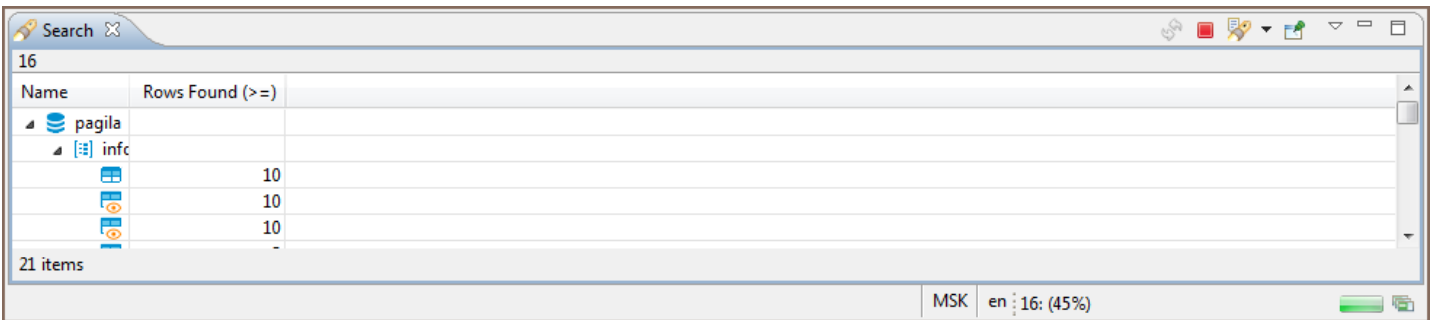 Search
16
Name Rows Found (>=)
pagila
10
10
10
21 items
MSK en 16: (45%)